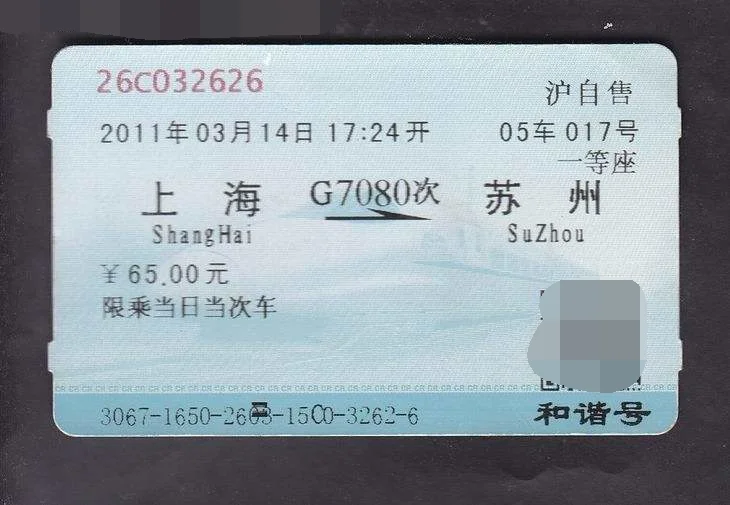 26C032626
沪自售
2011年03月14日 17:24开 05车 017号
一等座
上海 G7080次 苏州
ShangHai SuZhou
￥65.00元
限乘当日当次车
和谐号